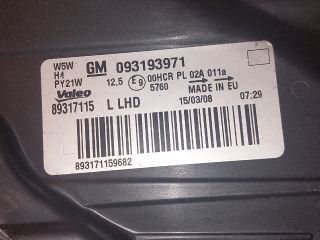 W5W
H4
PY21W
GM 093193971
12,5 E9 00HCR PL 02A 011a
5760
MADE IN EU
Valeo
89317115 L LHD 15/03/08 07:29
893171159682